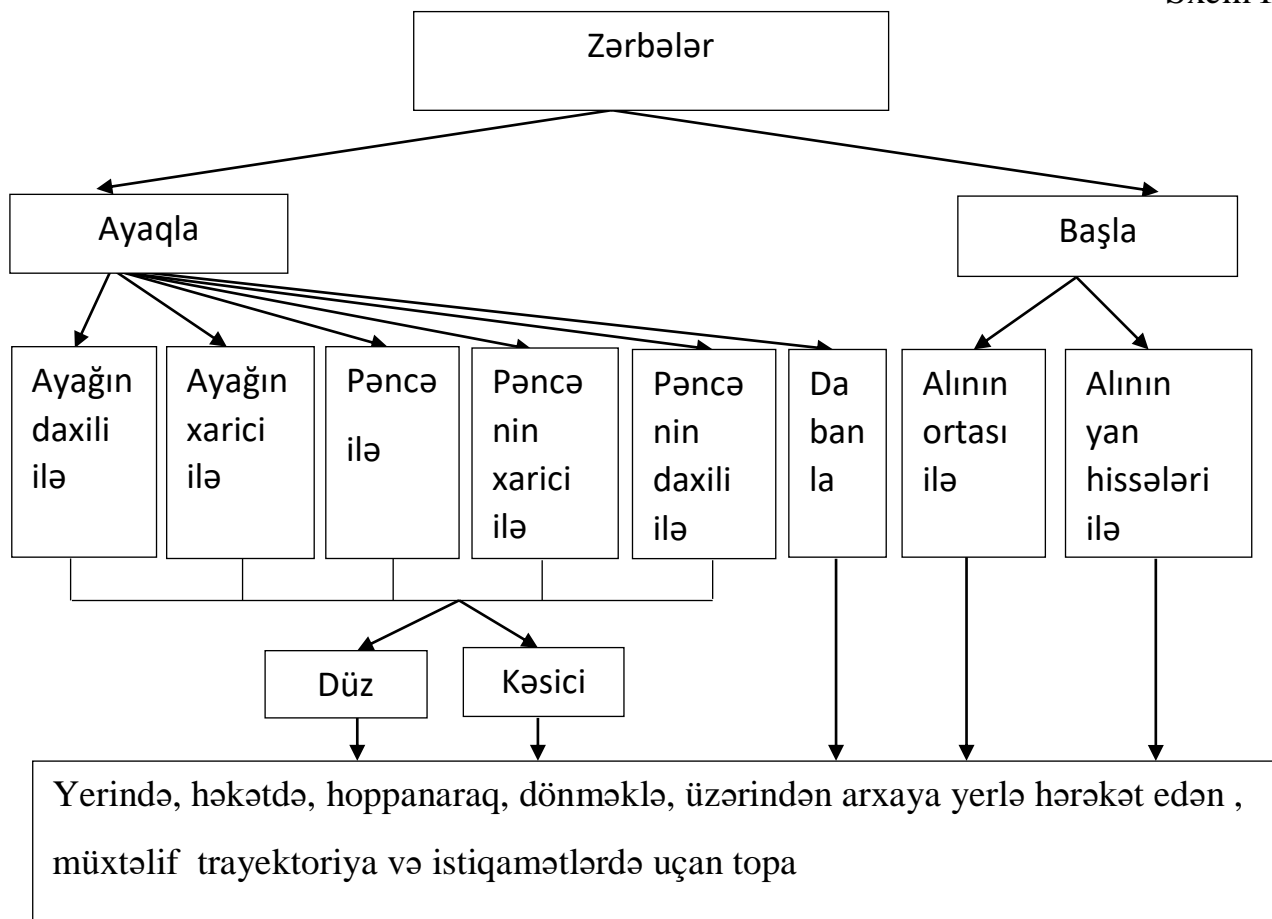 Zərbələr
Ayaqla
Başla
Ayağın
daxili
ilə
Ayağın
xarici
ilə
Pəncə
ilə
Pəncə
nin
xarici
ilə
Pəncə
nin
daxili
ilə
Da
ban
la
Alının
ortası
ilə
Alının
yan
hissələri
ilə
Düz
Kəsici
Yerində, həkətdə, hoppanaraq, dönməklə, üzərindən arxaya yerlə hərəkət edən ,
müxtəlif trayektoriya və istiqamətlərdə uçan topa